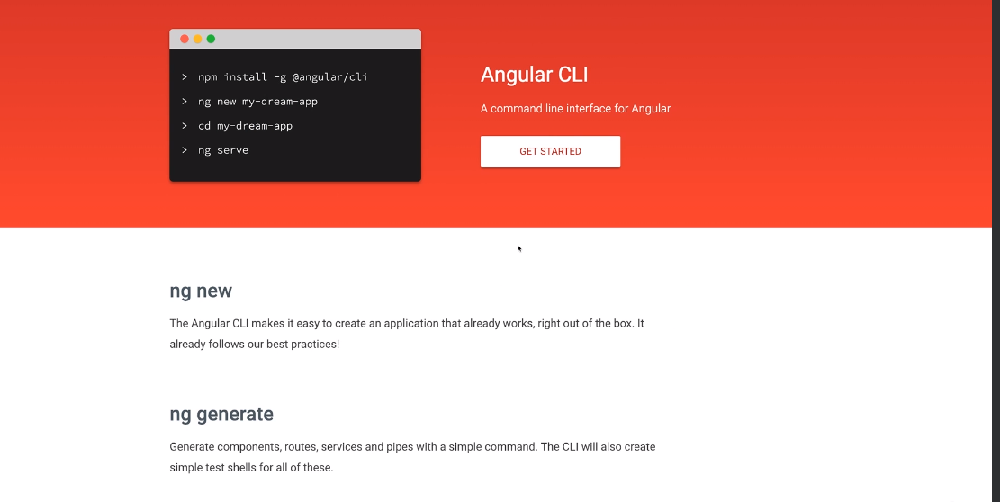 > npm install -g @angular/cli
> ng new my-dream-app
> cd my-dream-app
> ng serve
Angular CLI
A command line interface for Angular
GET STARTED
ng new
The Angular CLI makes it easy to create an application that already works, right out of the box. It
already follows our best practices!
ng generate
Generate components, routes, services and pipes with a simple command. The CLI will also create
simple test shells for all of these.